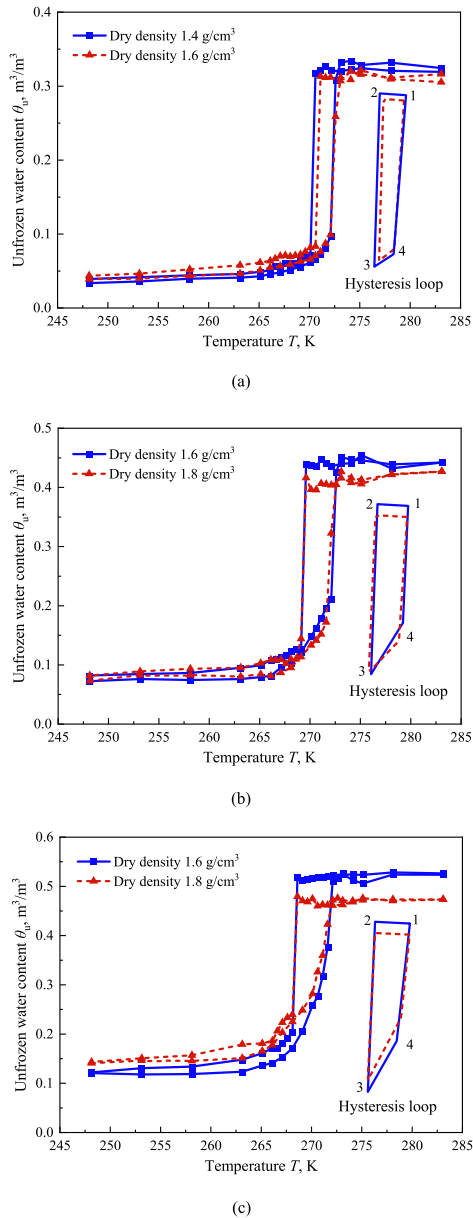 Dry density 1.4 g/cm³
Dry density 1.6 g/cm³
Unfrozen water content θᵤ, m³/m³
0.4
0.3
0.2
0.1
0.0
2
1
4
3
Hysteresis loop
245 250 255 260 265 270 275 280 285
Temperature T, K
(a)
Dry density 1.6 g/cm³
Dry density 1.8 g/cm³
Unfrozen water content θᵤ, m³/m³
0.5
0.4
0.3
0.2
0.1
0.0
2
1
4
3
Hysteresis loop
245 250 255 260 265 270 275 280 285
Temperature T, K
(b)
Dry density 1.6 g/cm³
Dry density 1.8 g/cm³
Unfrozen water content θᵤ, m³/m³
0.6
0.5
0.4
0.3
0.2
0.1
0.0
2
1
4
3
Hysteresis loop
245 250 255 260 265 270 275 280 285
Temperature T, K
(c)